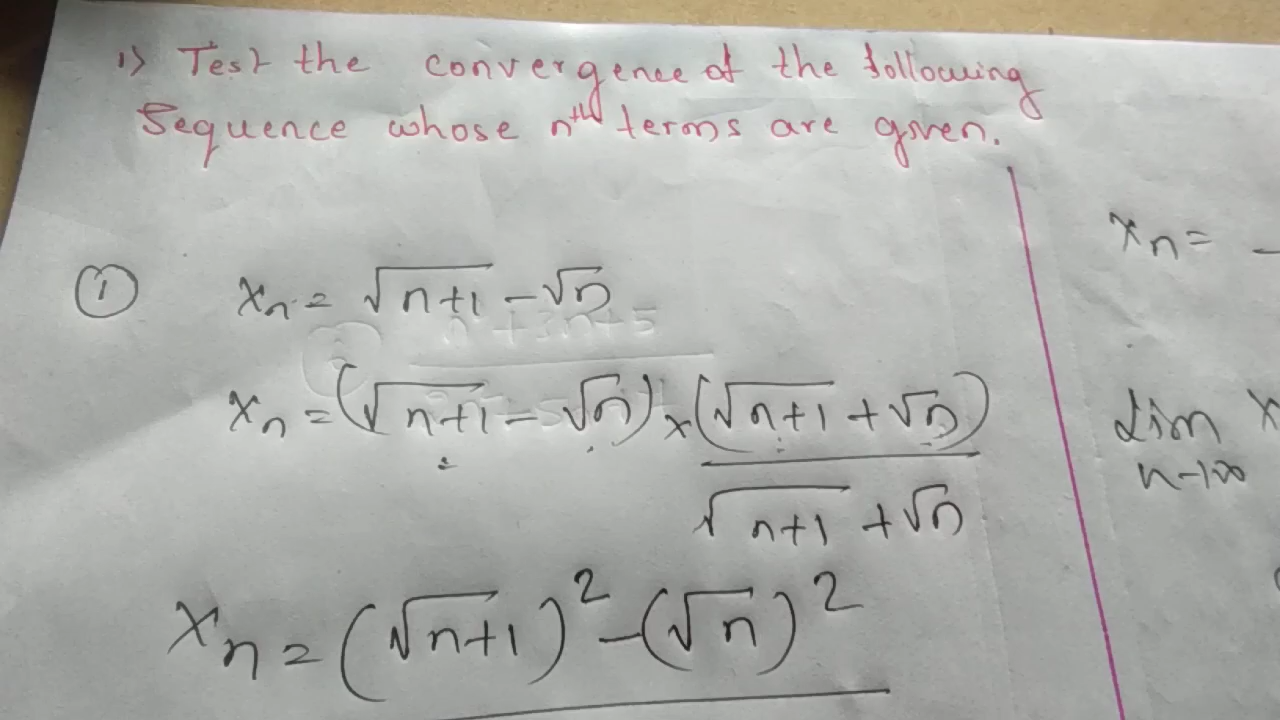 1) Test the convergence of the following
Sequence whose nth terms are given.
(i) xn = √n+1 - √n
xn = (√n+1 - √n) × (√n+1 + √n)
√n+1 + √n
xn = (√n+1)² - (√n)²
xn =
Lim x
n→∞